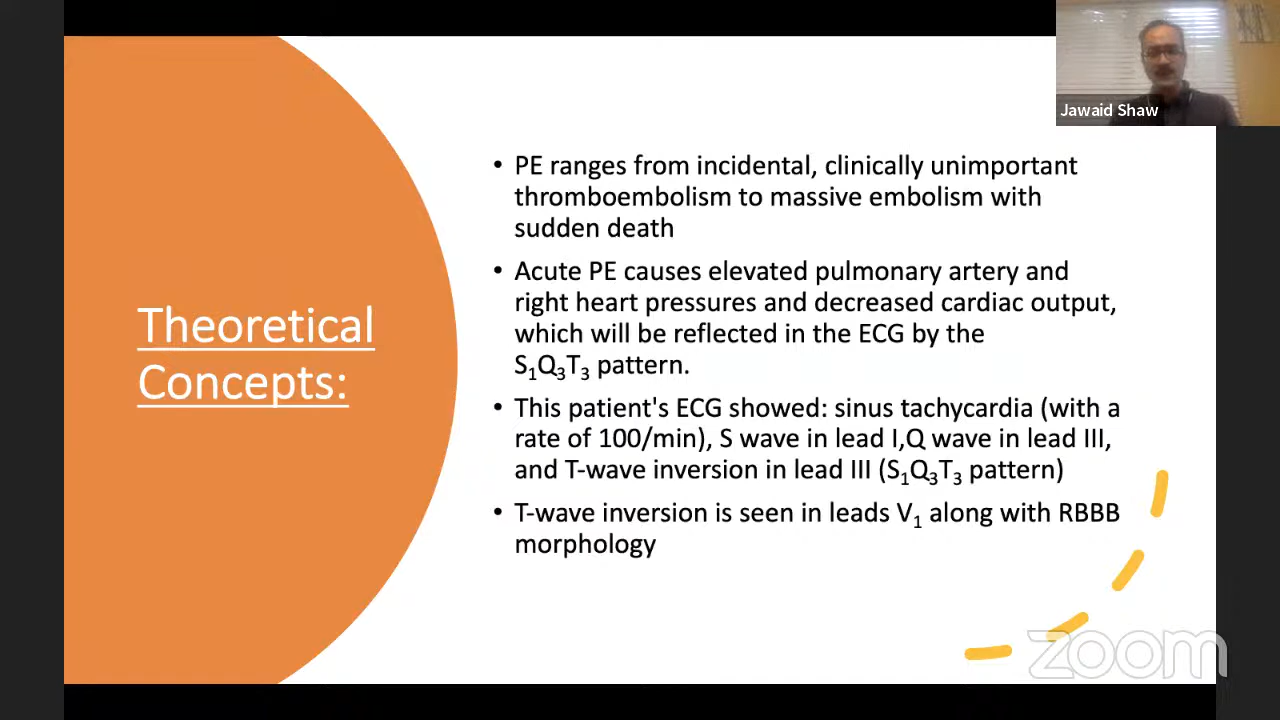 Jawaid Shaw
Theoretical
Concepts:
• PE ranges from incidental, clinically unimportant
thromboembolism to massive embolism with
sudden death
• Acute PE causes elevated pulmonary artery and
right heart pressures and decreased cardiac output,
which will be reflected in the ECG by the
S₁Q₃T₃ pattern.
• This patient's ECG showed: sinus tachycardia (with a
rate of 100/min), S wave in lead I,Q wave in lead III,
and T-wave inversion in lead III (S₁Q₃T₃ pattern)
• T-wave inversion is seen in leads V₁ along with RBBB
morphology
zoom